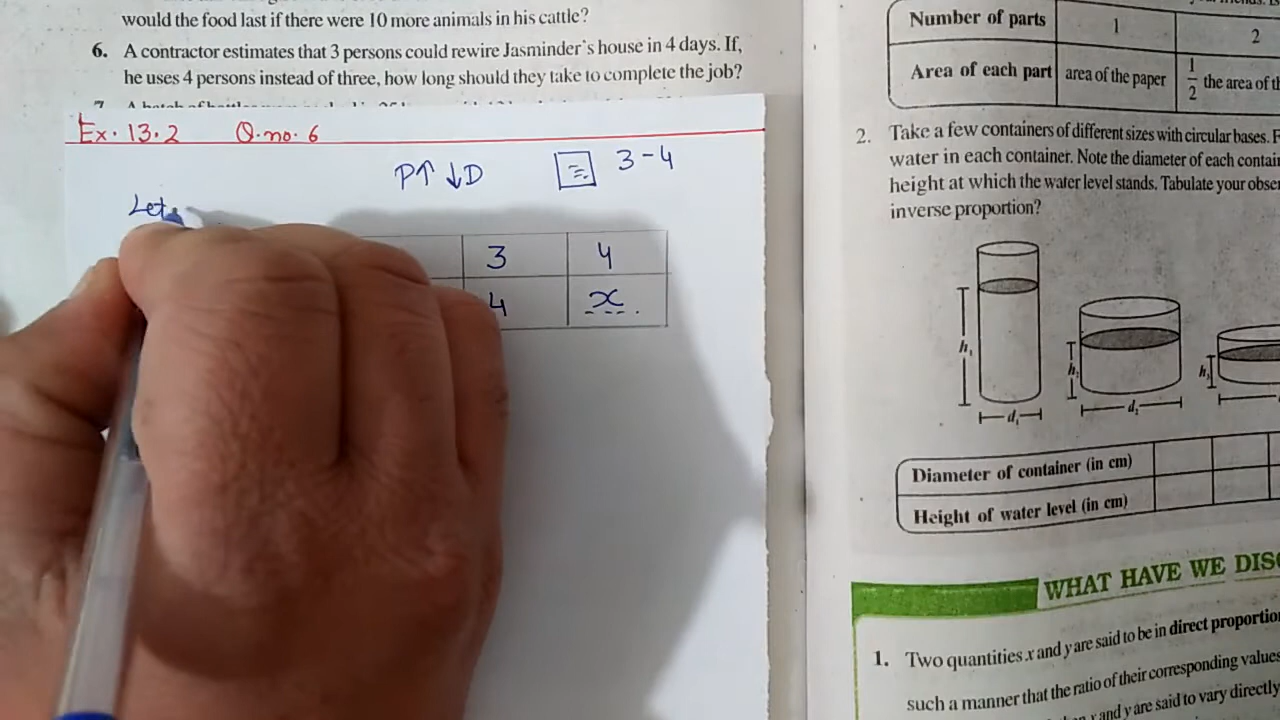 would the food last if there were 10 more animals in his cattle?
6. A contractor estimates that 3 persons could rewire Jasminder's house in 4 days. If,
he uses 4 persons instead of three, how long should they take to complete the job?
Ex. 13.2 Q.no. 6
P↑ ↓D 3-4
Let
3 4
4 x
Number of parts 1 2
Area of each part area of the paper 1/2 the area of
2. Take a few containers of different sizes with circular bases.
water in each container. Note the diameter of each
height at which the water level stands. Tabulate your
inverse proportion?
h₁ d₁
h₂ d₂
h₃
Diameter of container (in cm)
Height of water level (in cm)
WHAT HAVE WE
1. Two quantities x and y are said to be in direct
such a manner that the ratio of their corresponding values
and y are said to vary directly